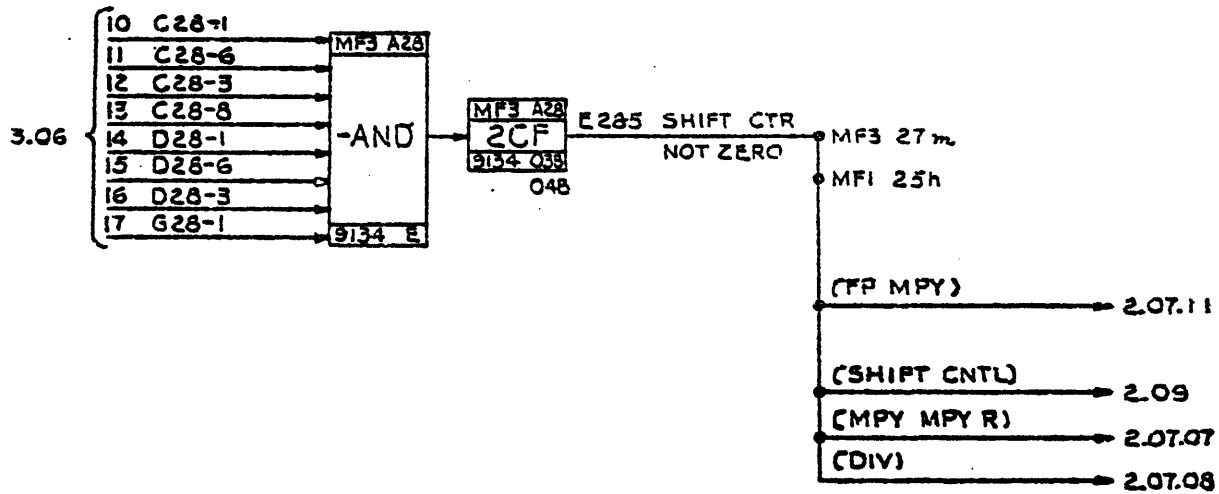 3.06
10 C28-1
11 C28-6
12 C28-3
13 C28-8
14 D28-1
15 D28-6
16 D28-3
17 G28-1
MF3 A28
-AND
9134 E
MF3 A28
2CF
9134 03B
04B
E285 SHIFT CTR
NOT ZERO
MF3 27m
MF1 25h
(FP MPY)
2.07.11
(SHIFT CNTL)
2.09
(MPY MPY R)
2.07.07
(DIV)
2.07.08